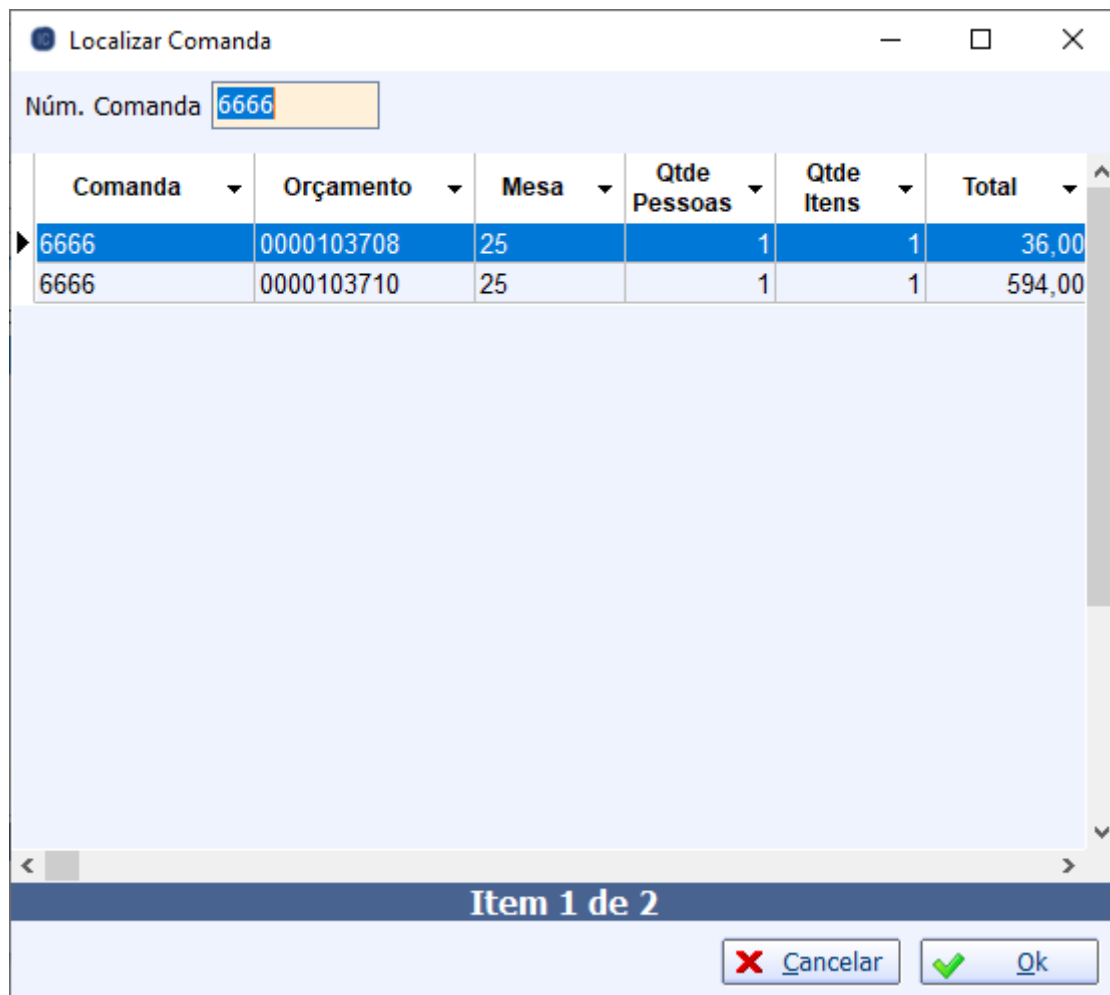 Localizar Comanda
Núm. Comanda 6666
Comanda Orçamento Mesa Qtde Pessoas Qtde Itens Total
6666 0000103708 25 1 1 36,00
6666 0000103710 25 1 1 594,00
Item 1 de 2
Cancelar Ok